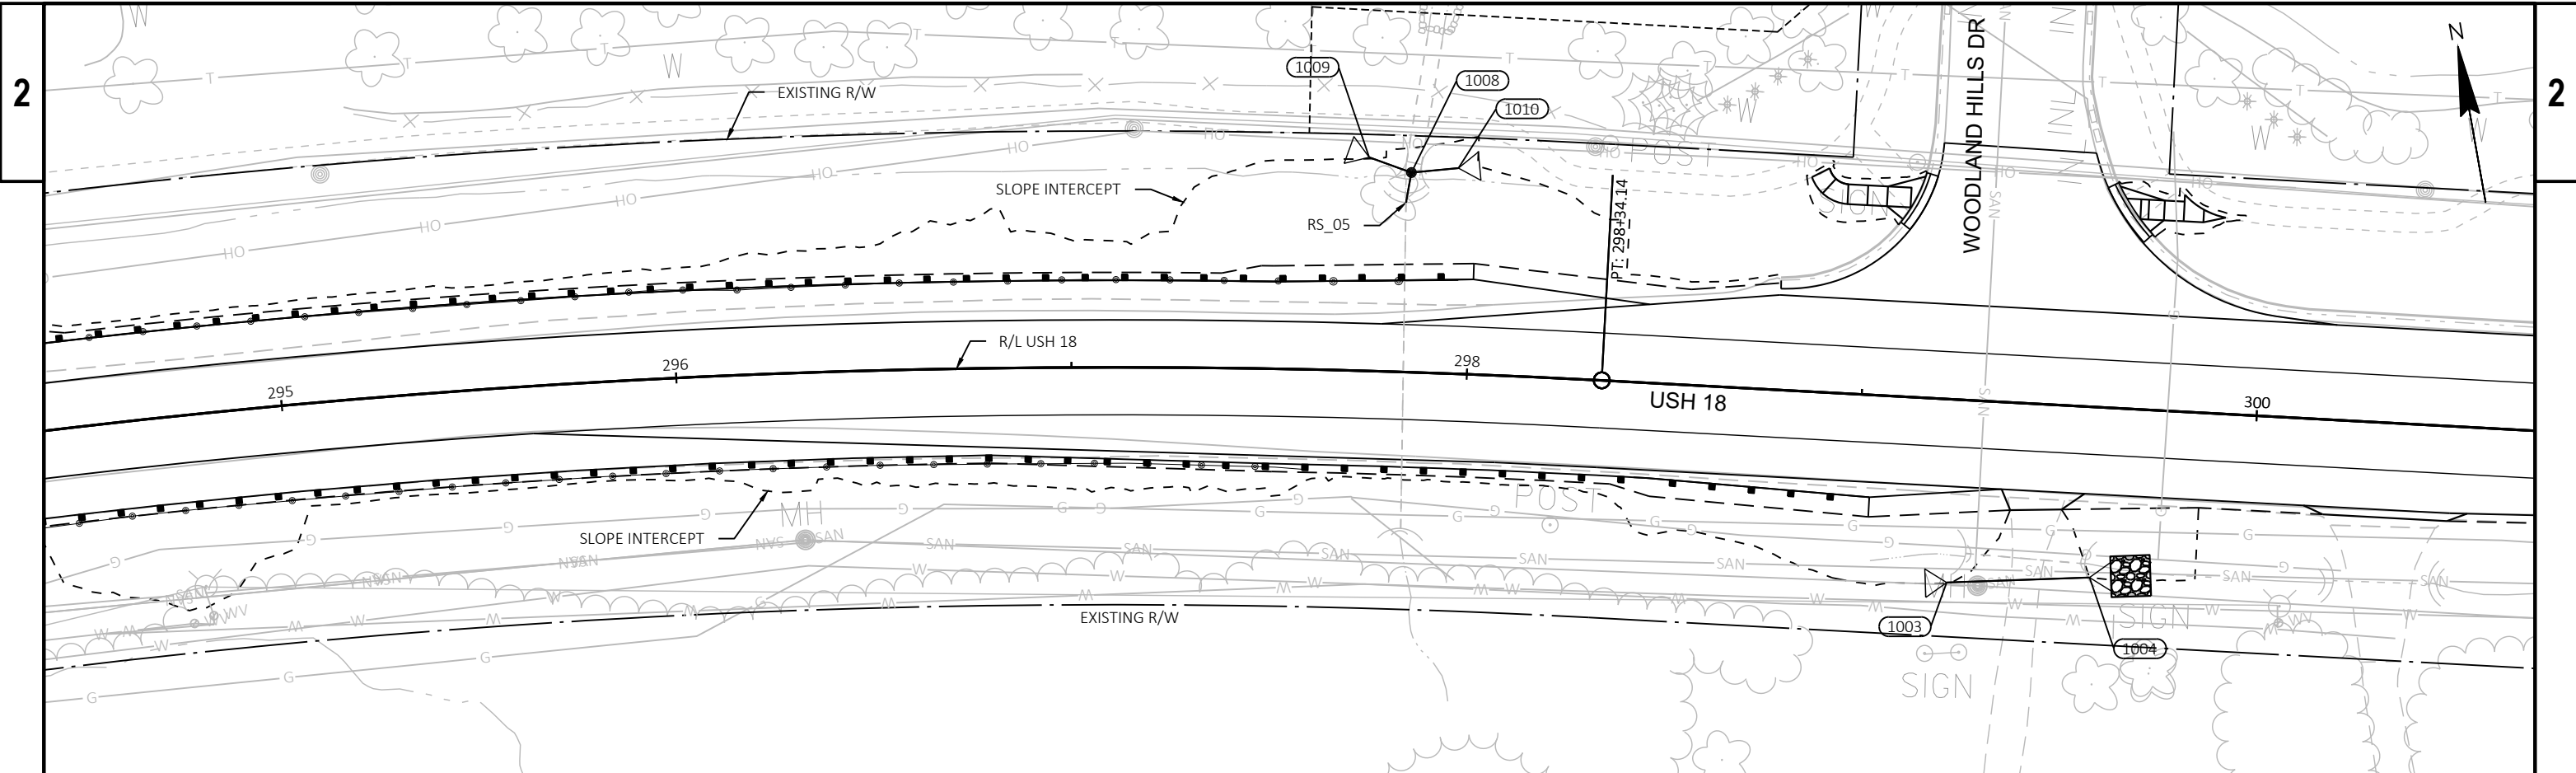 2
2
N
WOODLAND HILLS DR
1009
1008
1010
EXISTING R/W
SLOPE INTERCEPT
RS_05
PT: 298+34.14
POST
SIGN
R/L USH 18
295
296
298
USH 18
300
MH
POST
SLOPE INTERCEPT
EXISTING R/W
1003
1004
SIGN
SIGN